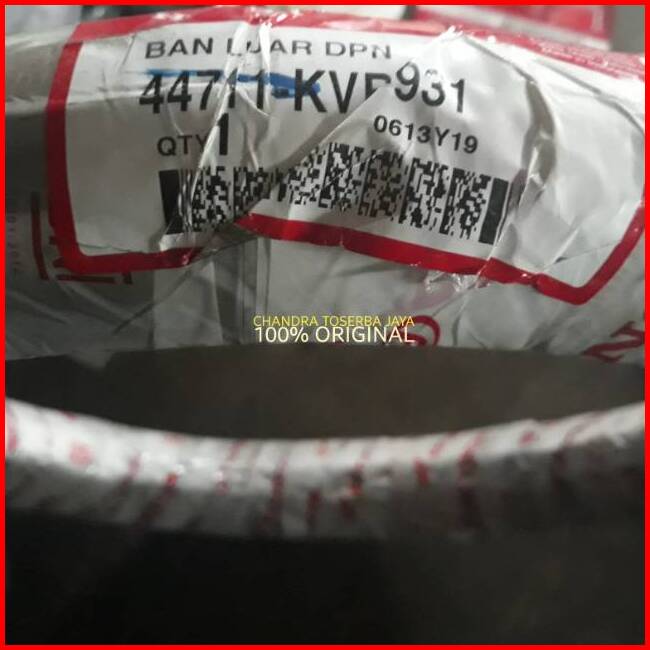 BAN LUAR DPN
44711-KVB931
QTY 1
0613Y19
CHANDRA TOSERBA JAYA
100% ORIGINAL